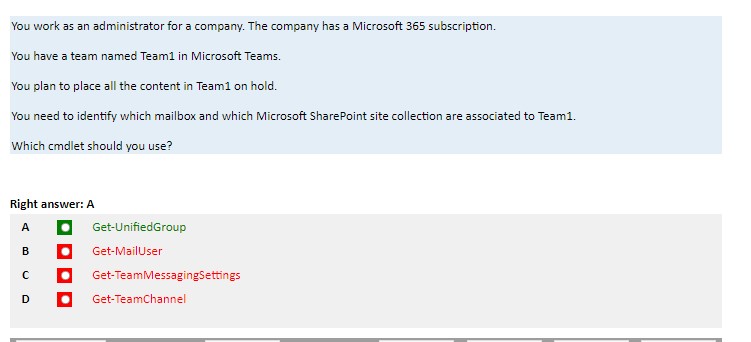 You work as an administrator for a company. The company has a Microsoft 365 subscription.
You have a team named Team1 in Microsoft Teams.
You plan to place all the content in Team1 on hold.
You need to identify which mailbox and which Microsoft SharePoint site collection are associated to Team1.
Which cmdlet should you use?
Right answer: A
A Get-UnifiedGroup
B Get-MailUser
C Get-TeamMessagingSettings
D Get-TeamChannel